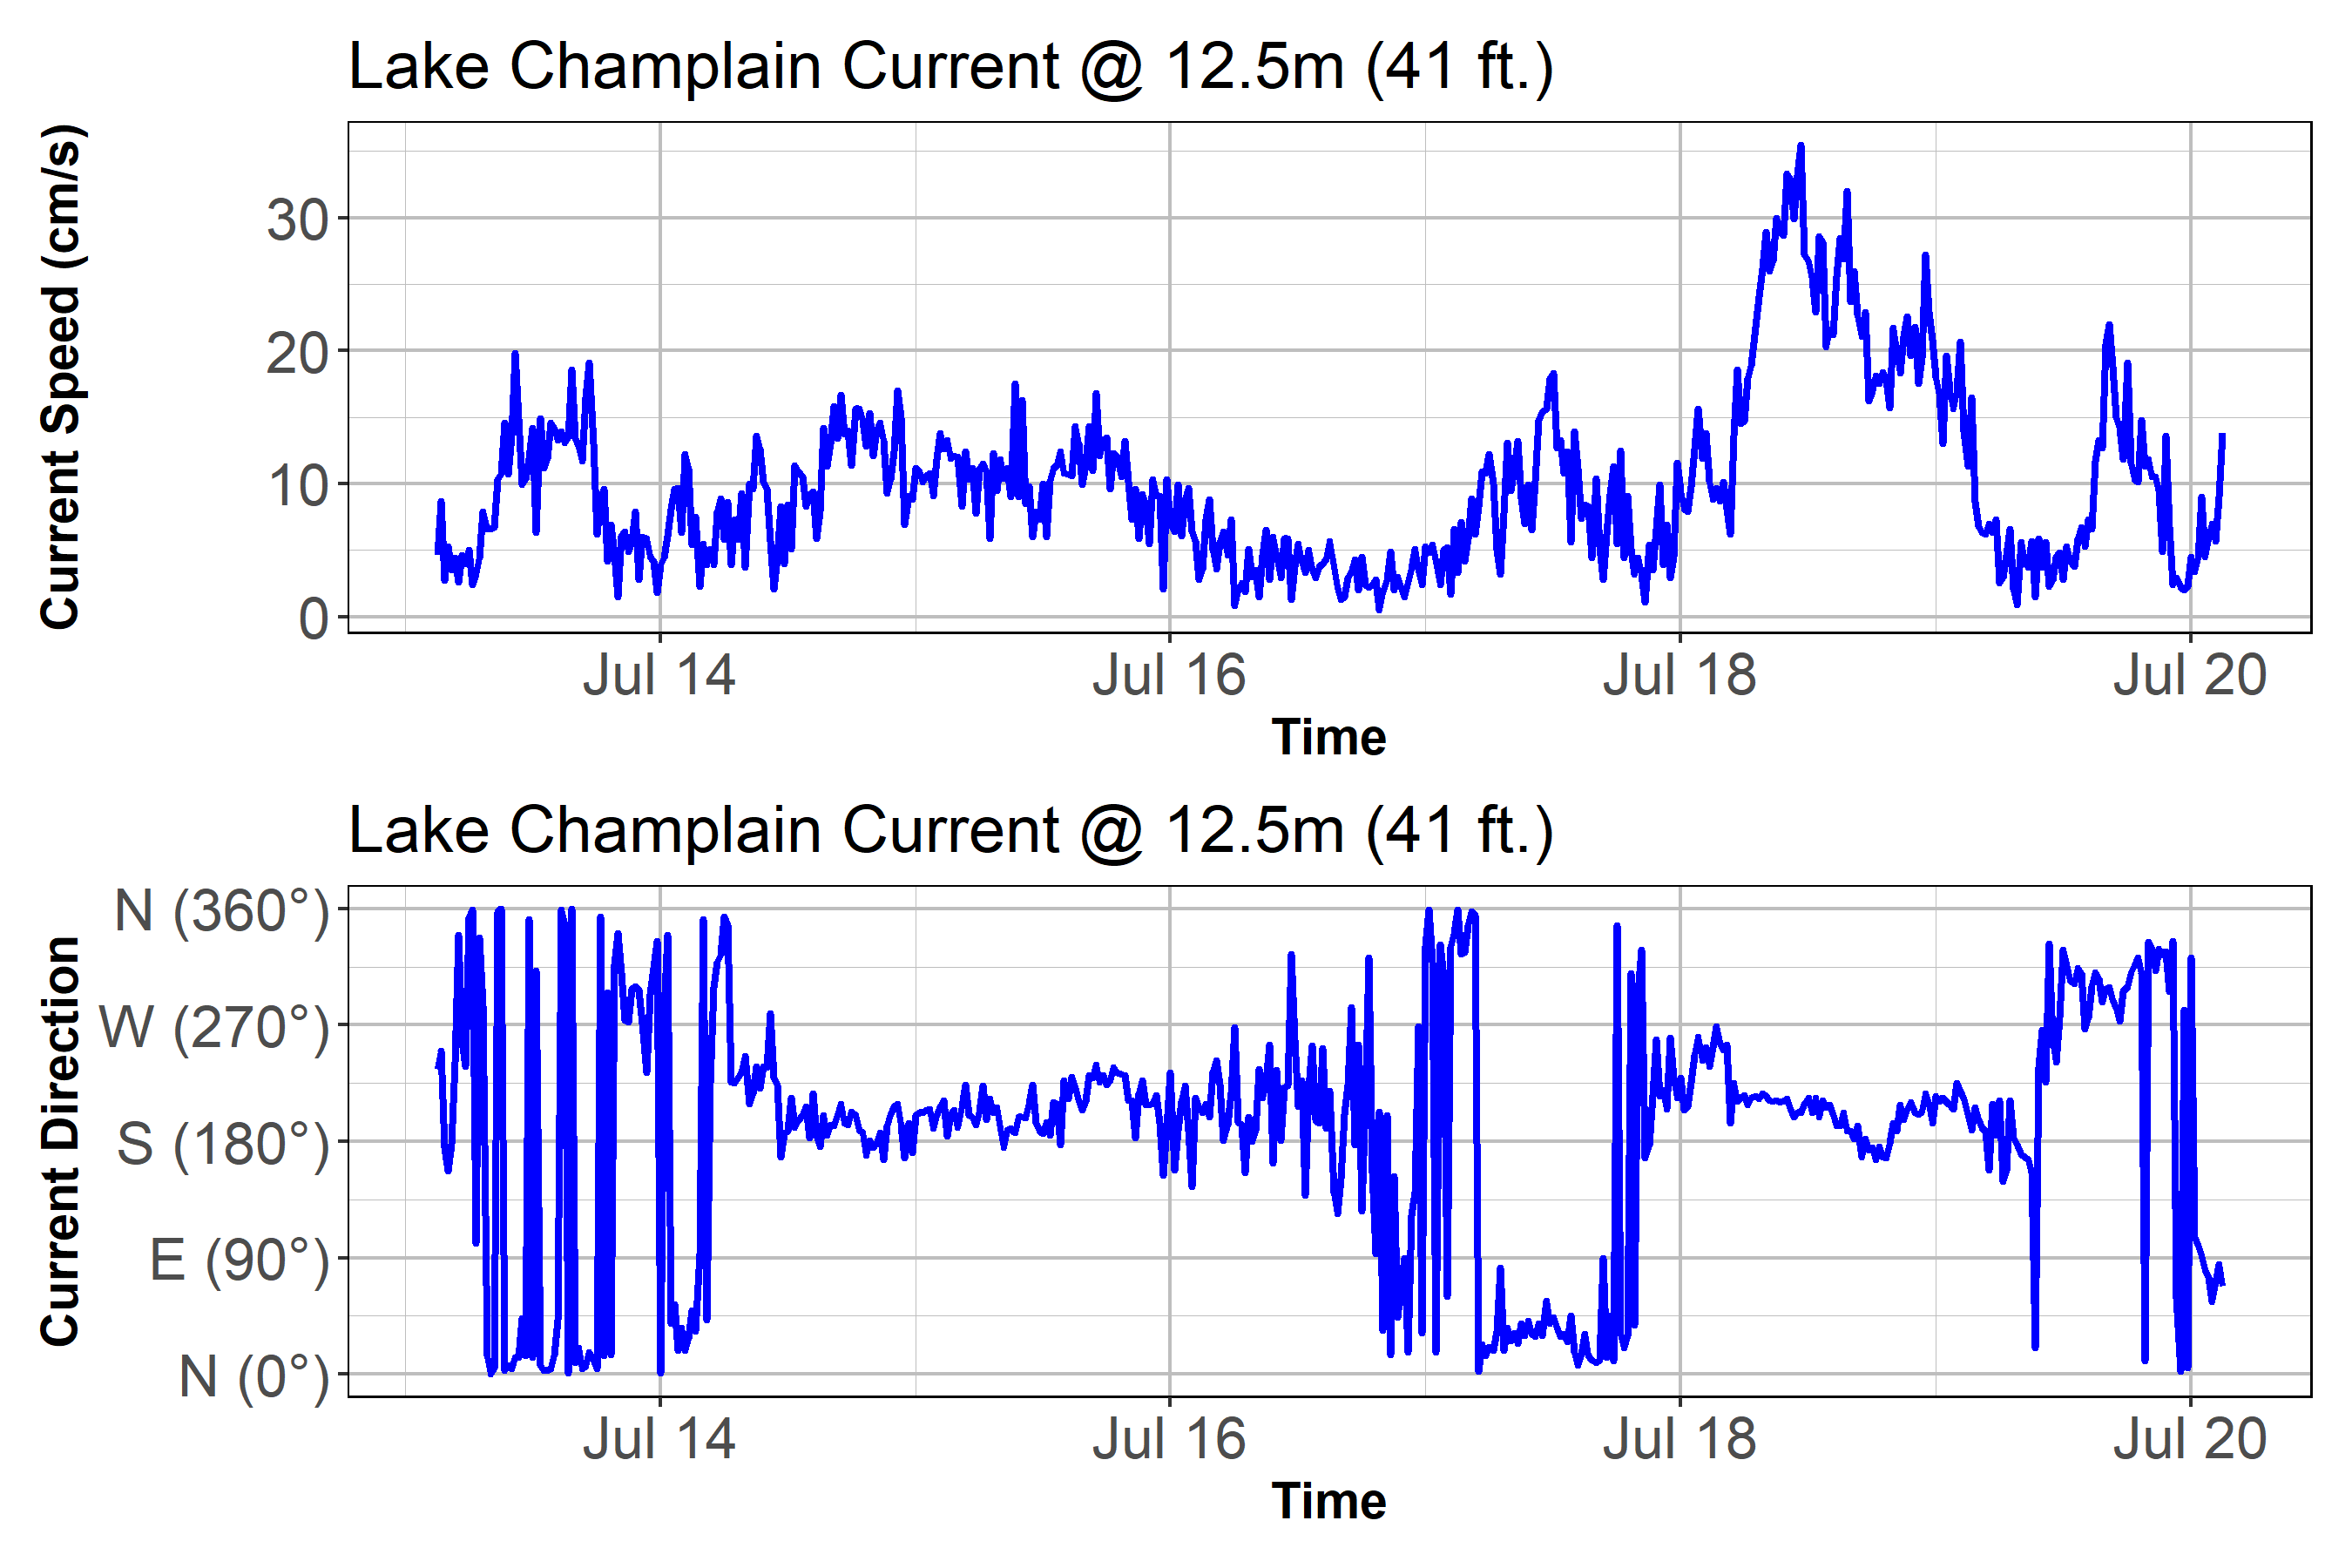 Lake Champlain Current @ 12.5m (41 ft.)
Current Speed (cm/s)
30
20
10
0
Jul 14
Jul 16
Jul 18
Jul 20
Time
Lake Champlain Current @ 12.5m (41 ft.)
Current Direction
N (360°)
W (270°)
S (180°)
E (90°)
N (0°)
Jul 14
Jul 16
Jul 18
Jul 20
Time